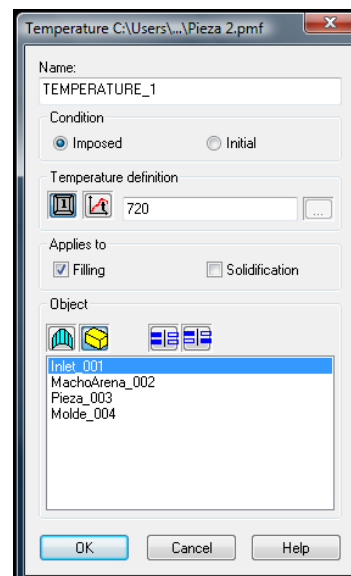 Temperature C:\Users\...\Pieza 2.pmf
Name:
TEMPERATURE_1
Condition
Imposed Initial
Temperature definition
1 720 ...
Applies to
Filling Solidification
Object
Inlet_001
MachoArena_002
Pieza_003
Molde_004
OK Cancel Help